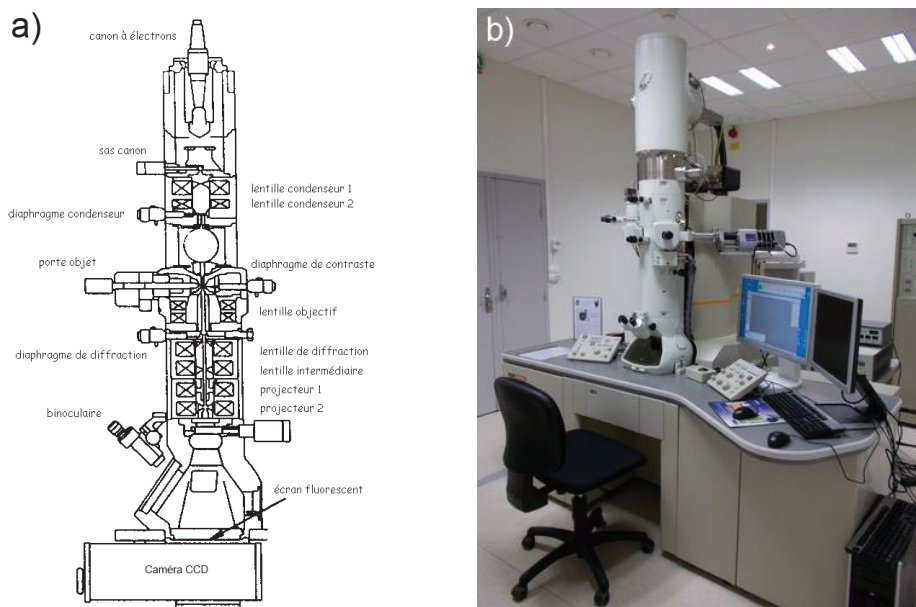 a)
canon à électrons
sas canon
lentille condenseur 1
lentille condenseur 2
diaphragme condenseur
porte objet
diaphragme de contraste
lentille objectif
diaphragme de diffraction
lentille de diffraction
lentille intermédiaire
projecteur 1
projecteur 2
binoculaire
écran fluorescent
Caméra CCD
b)